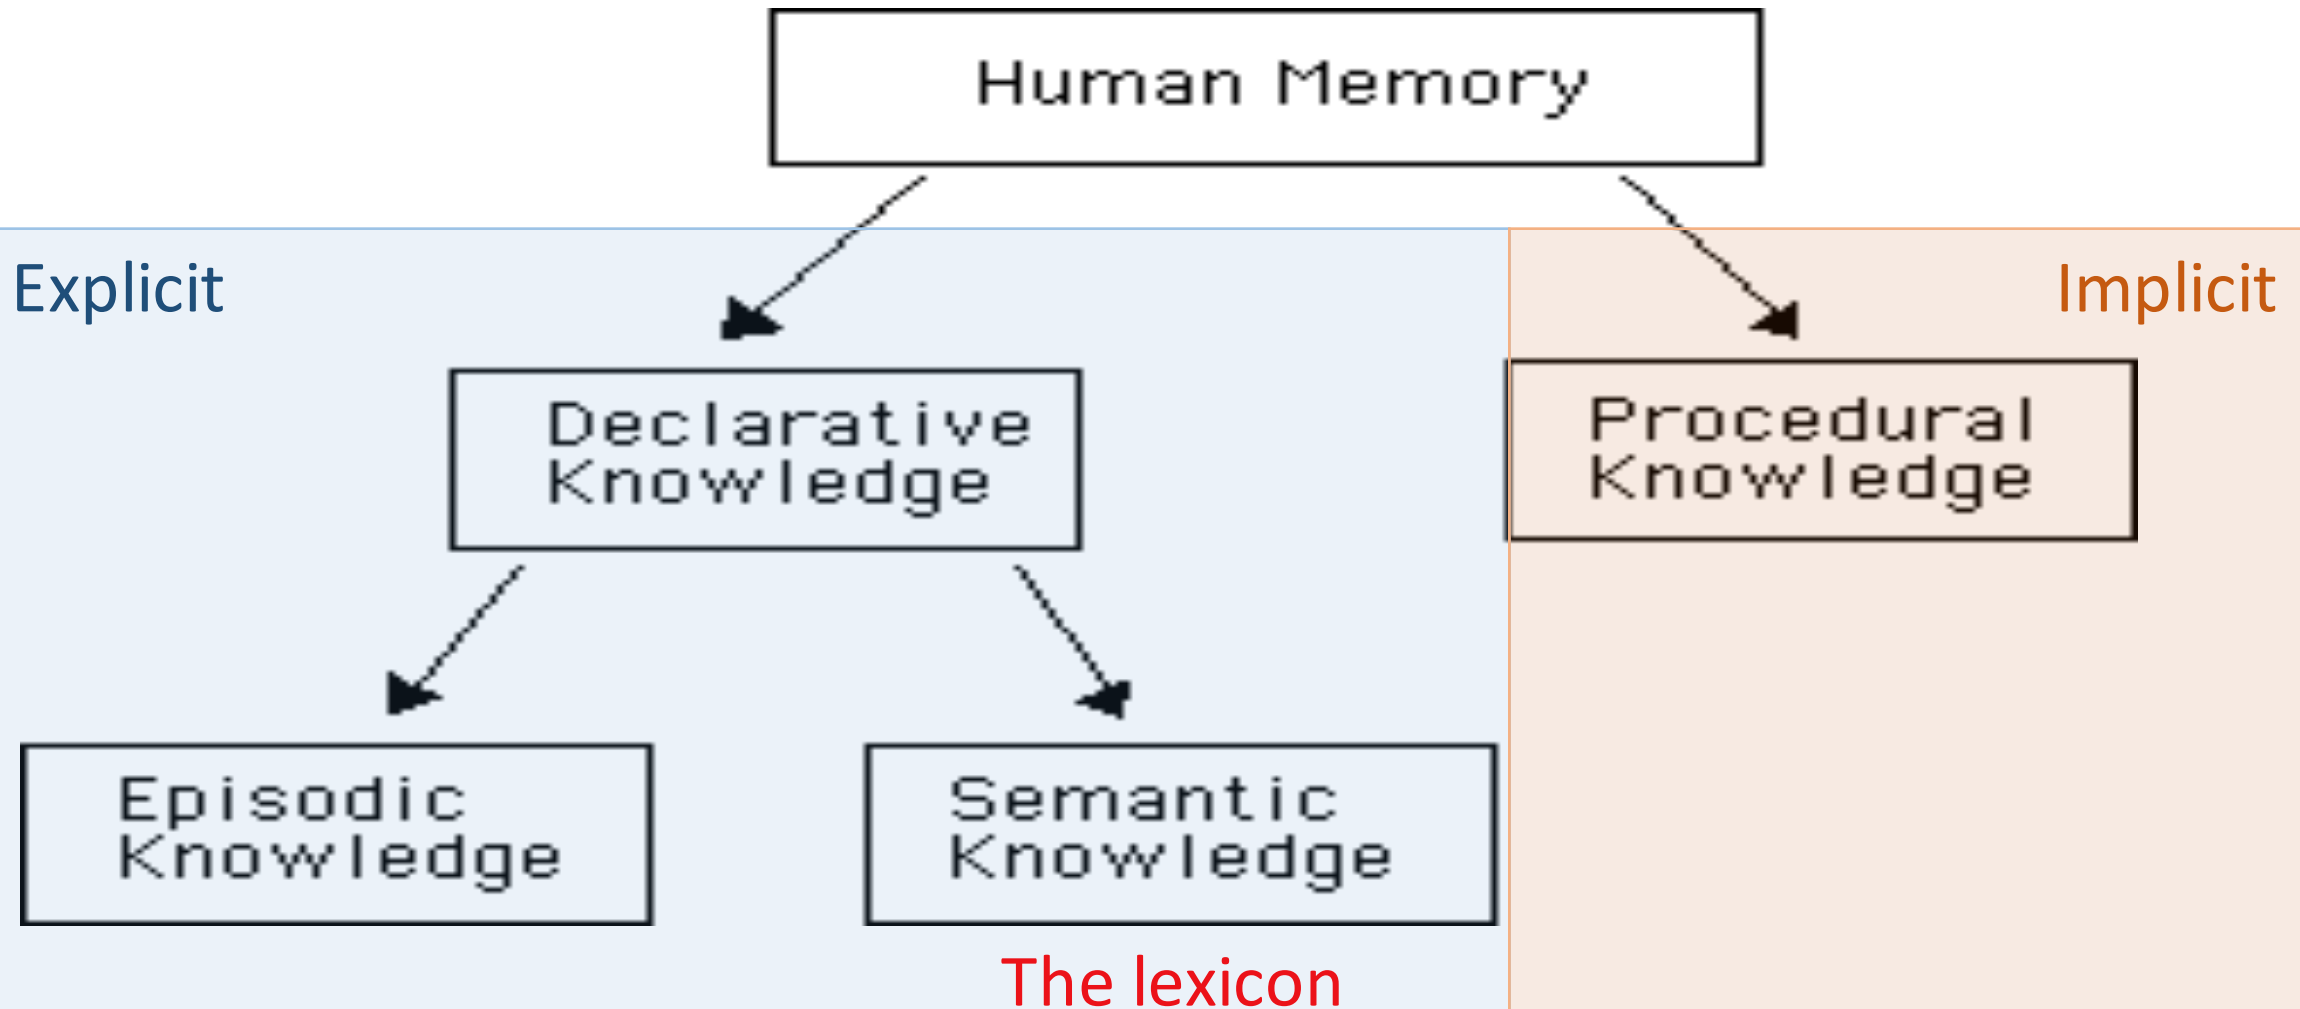 Human Memory
Explicit
Implicit
Declarative
Knowledge
Procedural
Knowledge
Episodic
Knowledge
Semantic
Knowledge
The lexicon